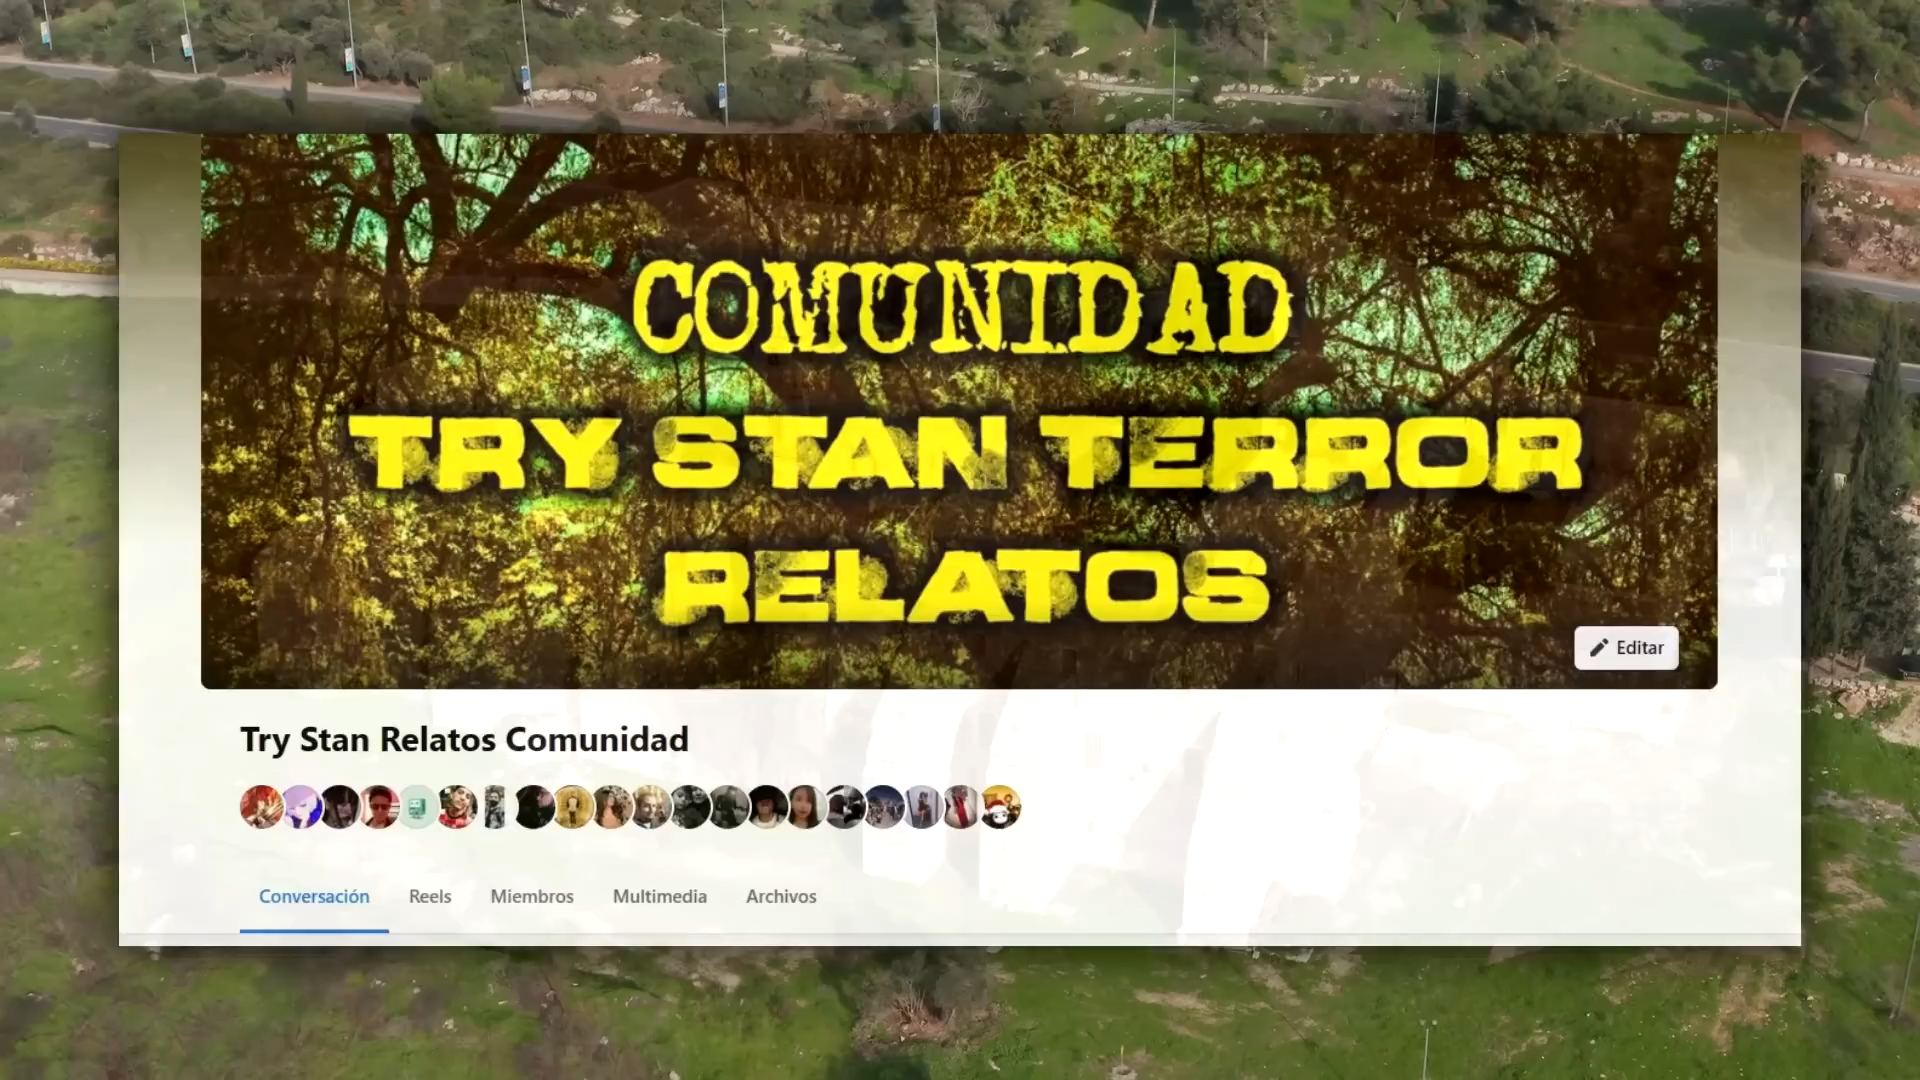 COMUNIDAD
TRY STAN TERROR
RELATOS
Editar
Try Stan Relatos Comunidad
Conversación Reels Miembros Multimedia Archivos